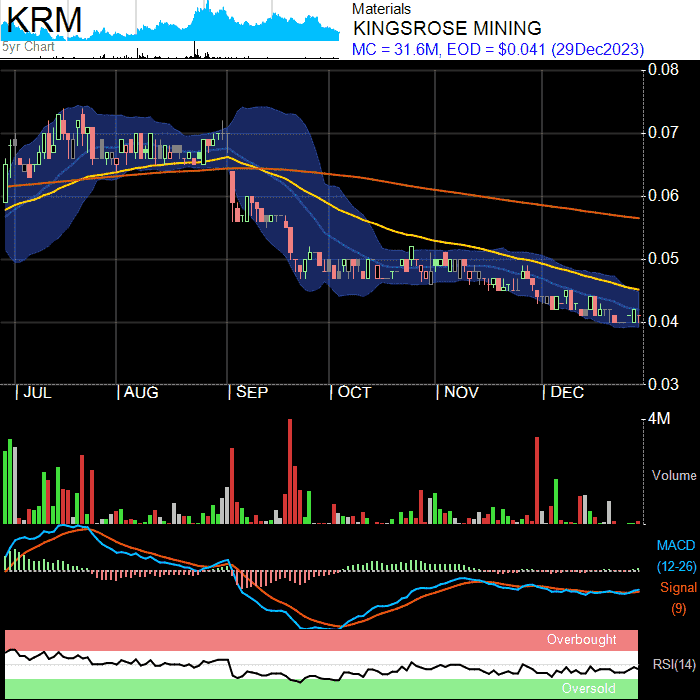 KRM
5yr Chart
Materials
KINGSROSE MINING
MC = 31.6M, EOD = $0.041 (29Dec2023)
0.08
0.07
0.06
0.05
0.04
0.03
JUL
AUG
SEP
OCT
NOV
DEC
4M
Volume
MACD
(12-26)
Signal
(9)
Overbought
RSI(14)
Oversold